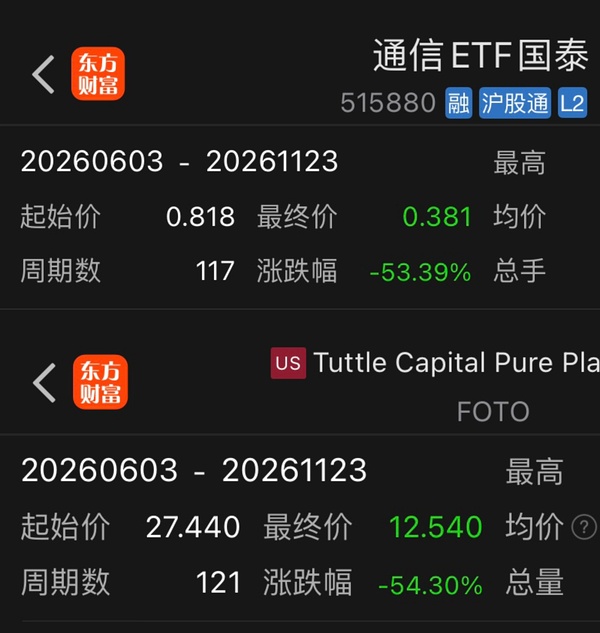 东方
财富
通信ETF国泰
515880 融 沪股通 L2
20260603 - 20261123 最高
起始价 0.818 最终价 0.381 均价
周期数 117 涨跌幅 -53.39% 总手
东方
财富
US Tuttle Capital Pure Pla
FOTO
20260603 - 20261123 最高
起始价 27.440 最终价 12.540 均价 ?
周期数 121 涨跌幅 -54.30% 总量